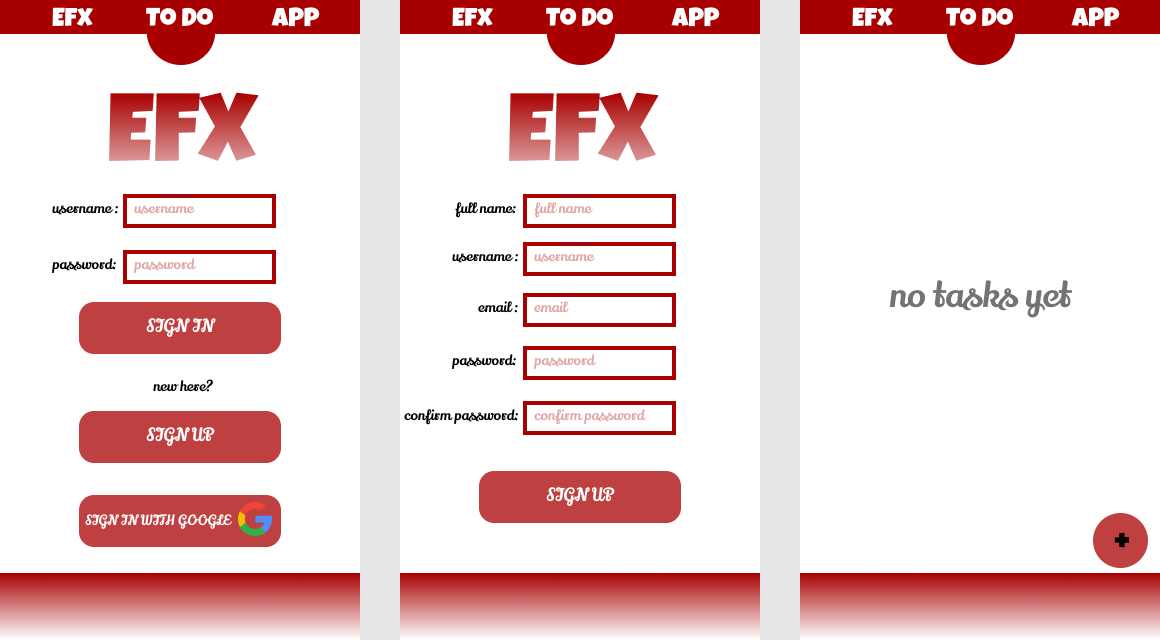 EFX TO DO APP
EFX
username : username
password: password
SIGN IN
new here?
SIGN UP
SIGN IN WITH GOOGLE
EFX TO DO APP
EFX
full name: full name
username : username
email : email
password: password
confirm password: confirm password
SIGN UP
EFX TO DO APP
no tasks yet
+